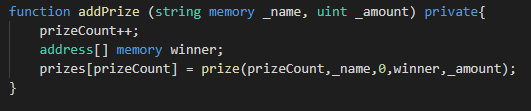 function addPrize (string memory _name, uint _amount) private{
    prizeCount++;
    address[] memory winner;
    prizes[prizeCount] = prize(prizeCount,_name,0,winner,_amount);
}